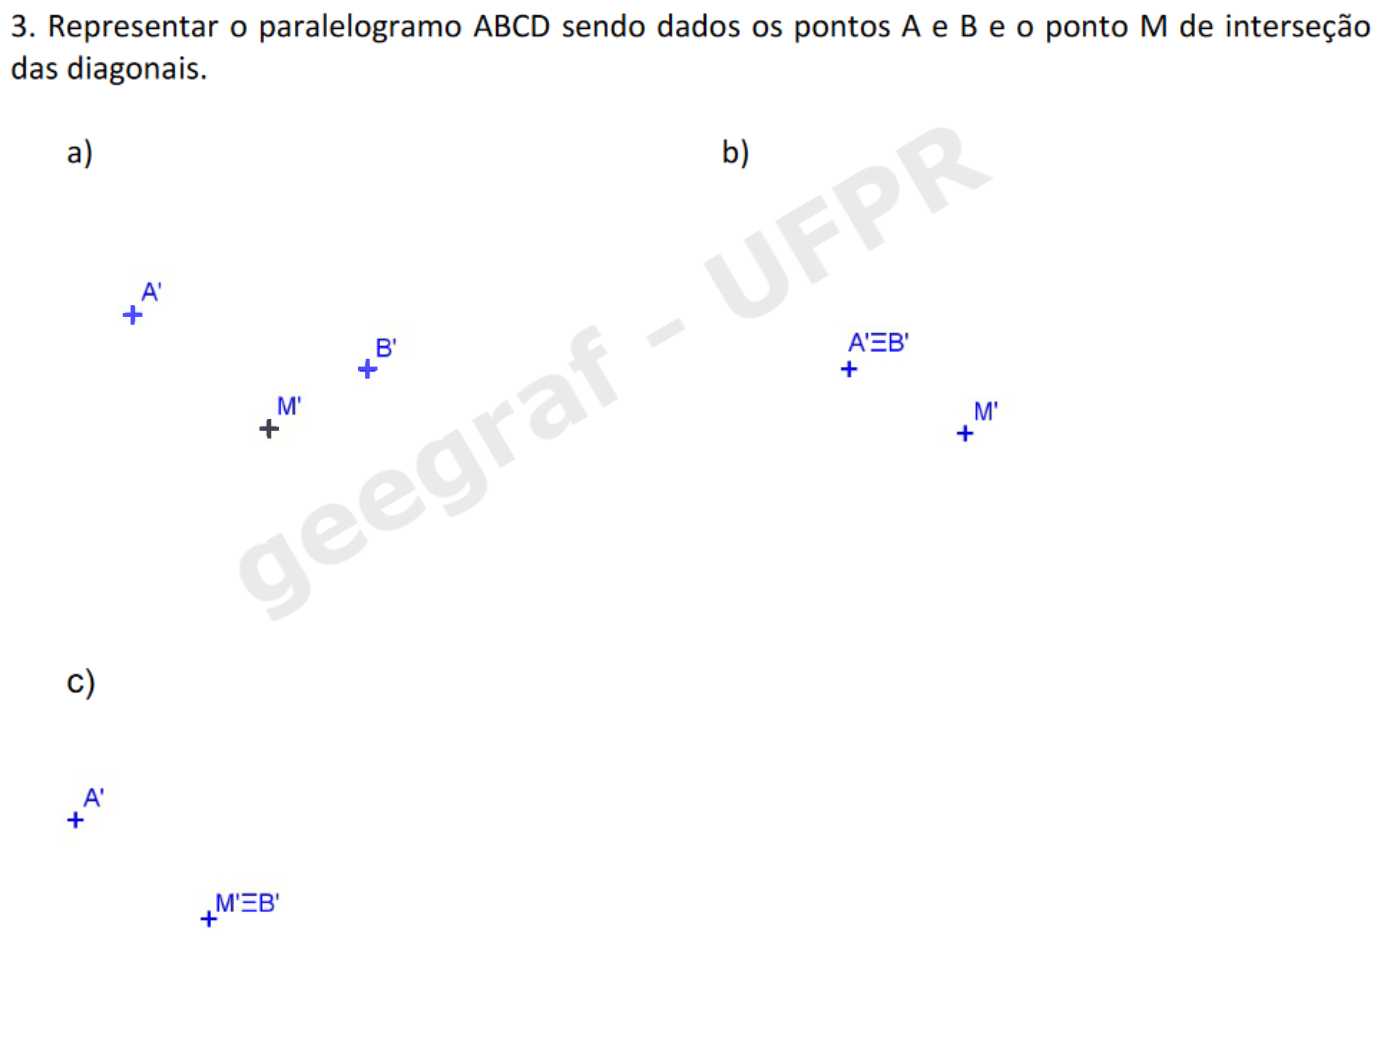 3. Representar o paralelogramo ABCD sendo dados os pontos A e B e o ponto M de interseção
das diagonais.
a)
b)
geegraf - UFPR
A'
B'
M'
A'ΞB'
M'
c)
A'
M'ΞB'